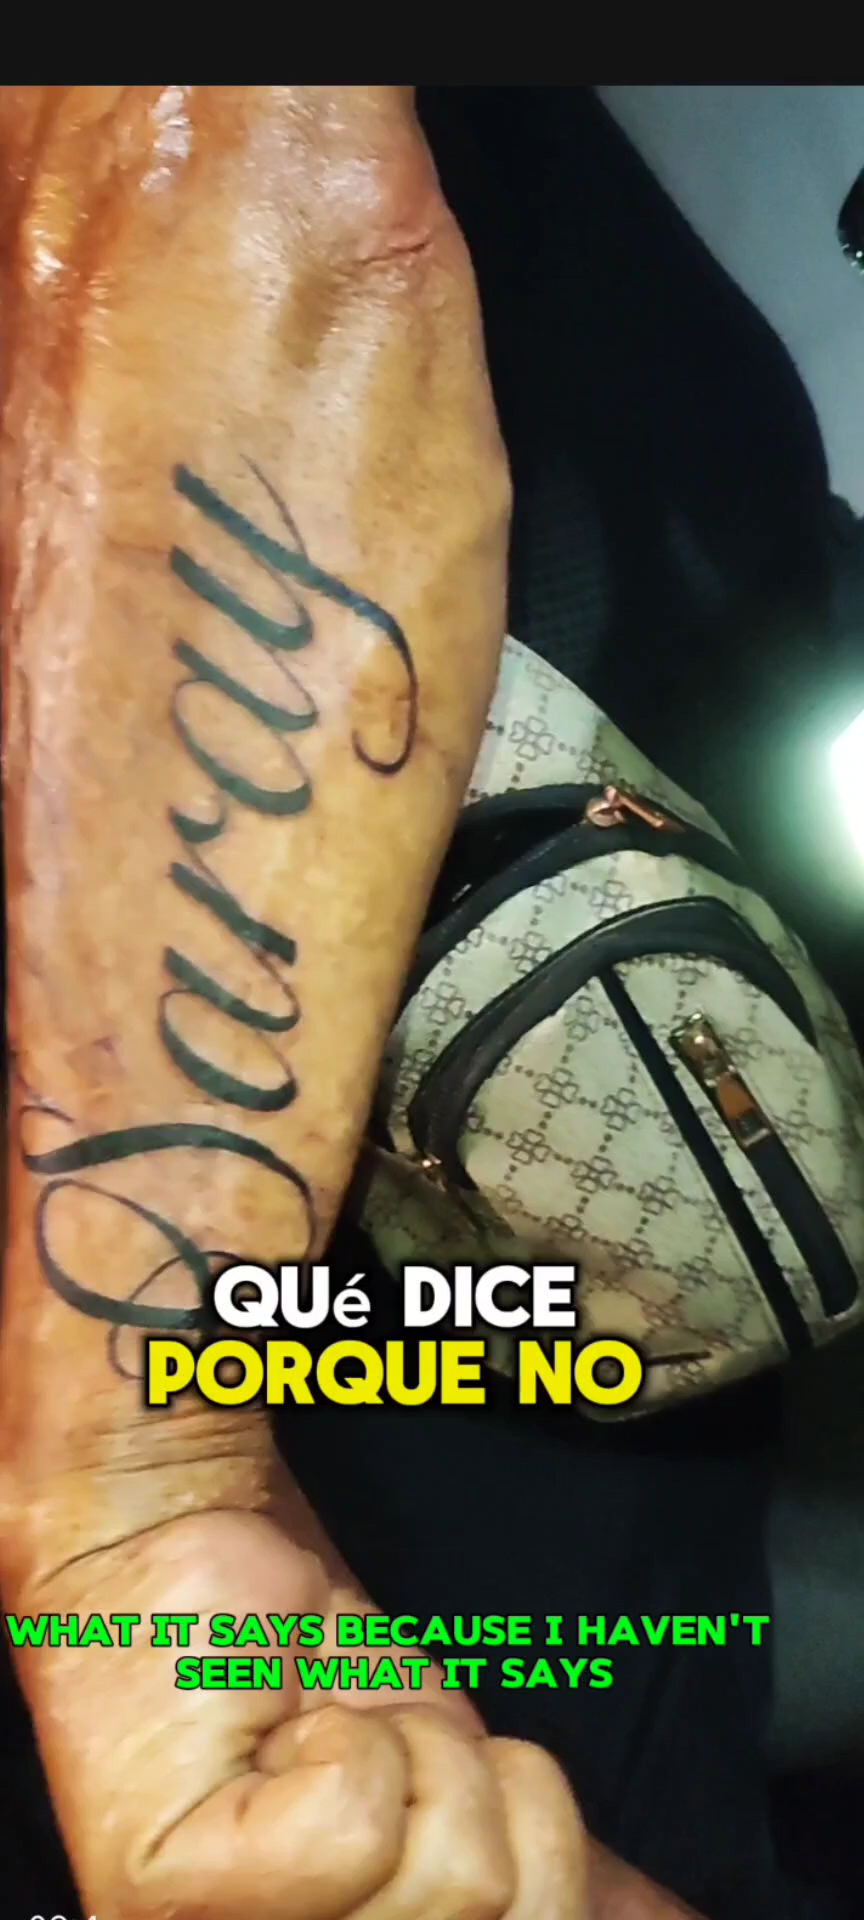 Saray
QUé DICE
PORQUE NO
WHAT IT SAYS BECAUSE I HAVEN'T
SEEN WHAT IT SAYS